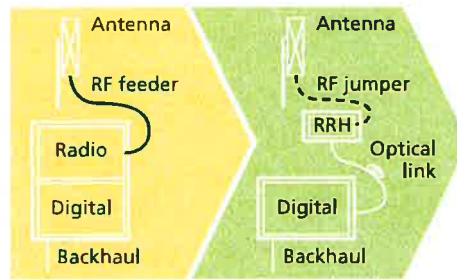 Antenna
RF feeder
Radio
Digital
Backhaul
Antenna
RF jumper
RRH
Optical
link
Digital
Backhaul